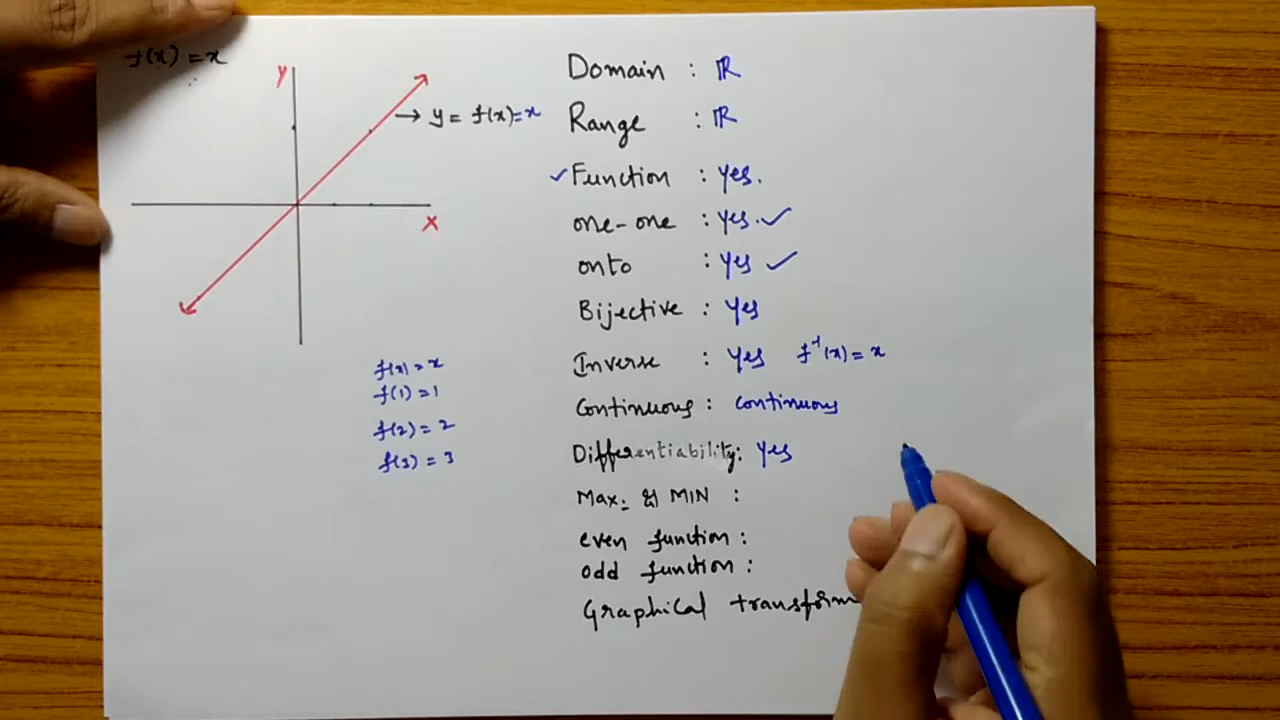 f(x) = x
y
→ y = f(x)=x
x
f(x) = x
f(1) = 1
f(2) = 2
f(3) = 3
Domain : ℝ
Range : ℝ
✓Function : yes.
one-one : yes. ✓
onto : yes ✓
Bijective : yes
Inverse : yes f⁻¹(x) = x
Continuous : continuous
Differentiability: yes
Max. & MIN :
even function :
odd function :
Graphical transform